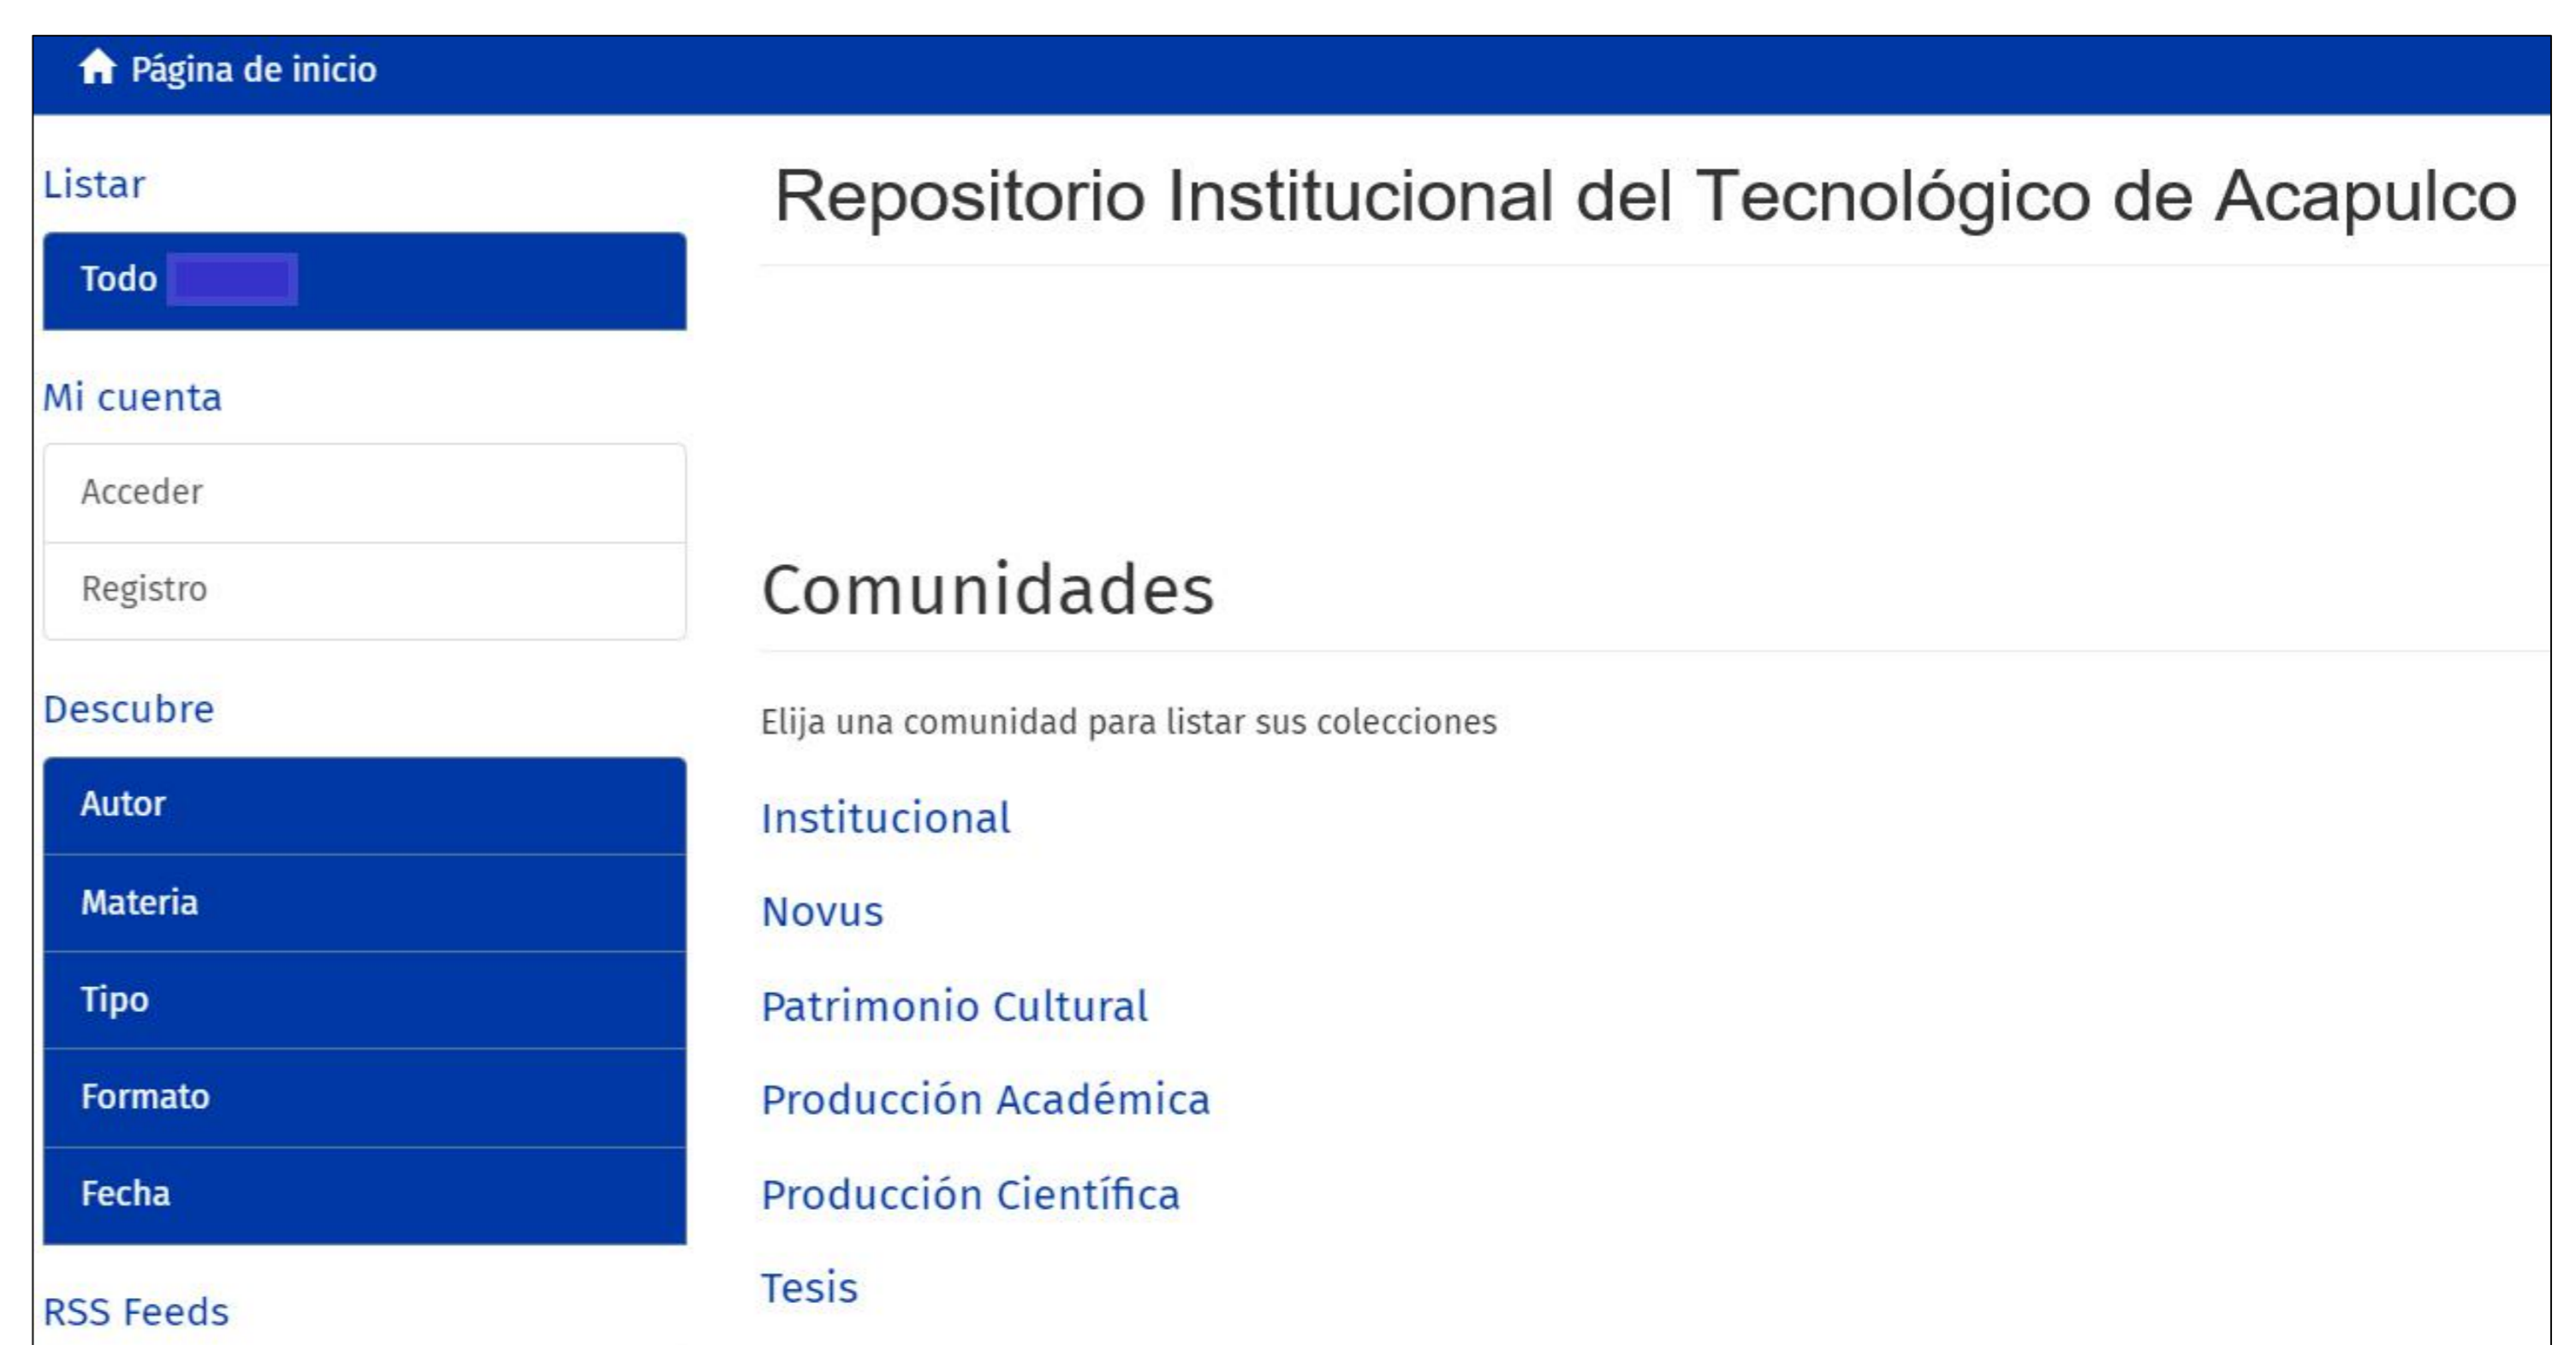 Página de inicio
Listar
Todo
Mi cuenta
Acceder
Registro
Descubre
Autor
Materia
Tipo
Formato
Fecha
RSS Feeds
Repositorio Institucional del Tecnológico de Acapulco
Comunidades
Elija una comunidad para listar sus colecciones
Institucional
Novus
Patrimonio Cultural
Producción Académica
Producción Científica
Tesis